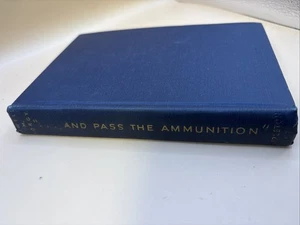 AND PASS THE AMMUNITION